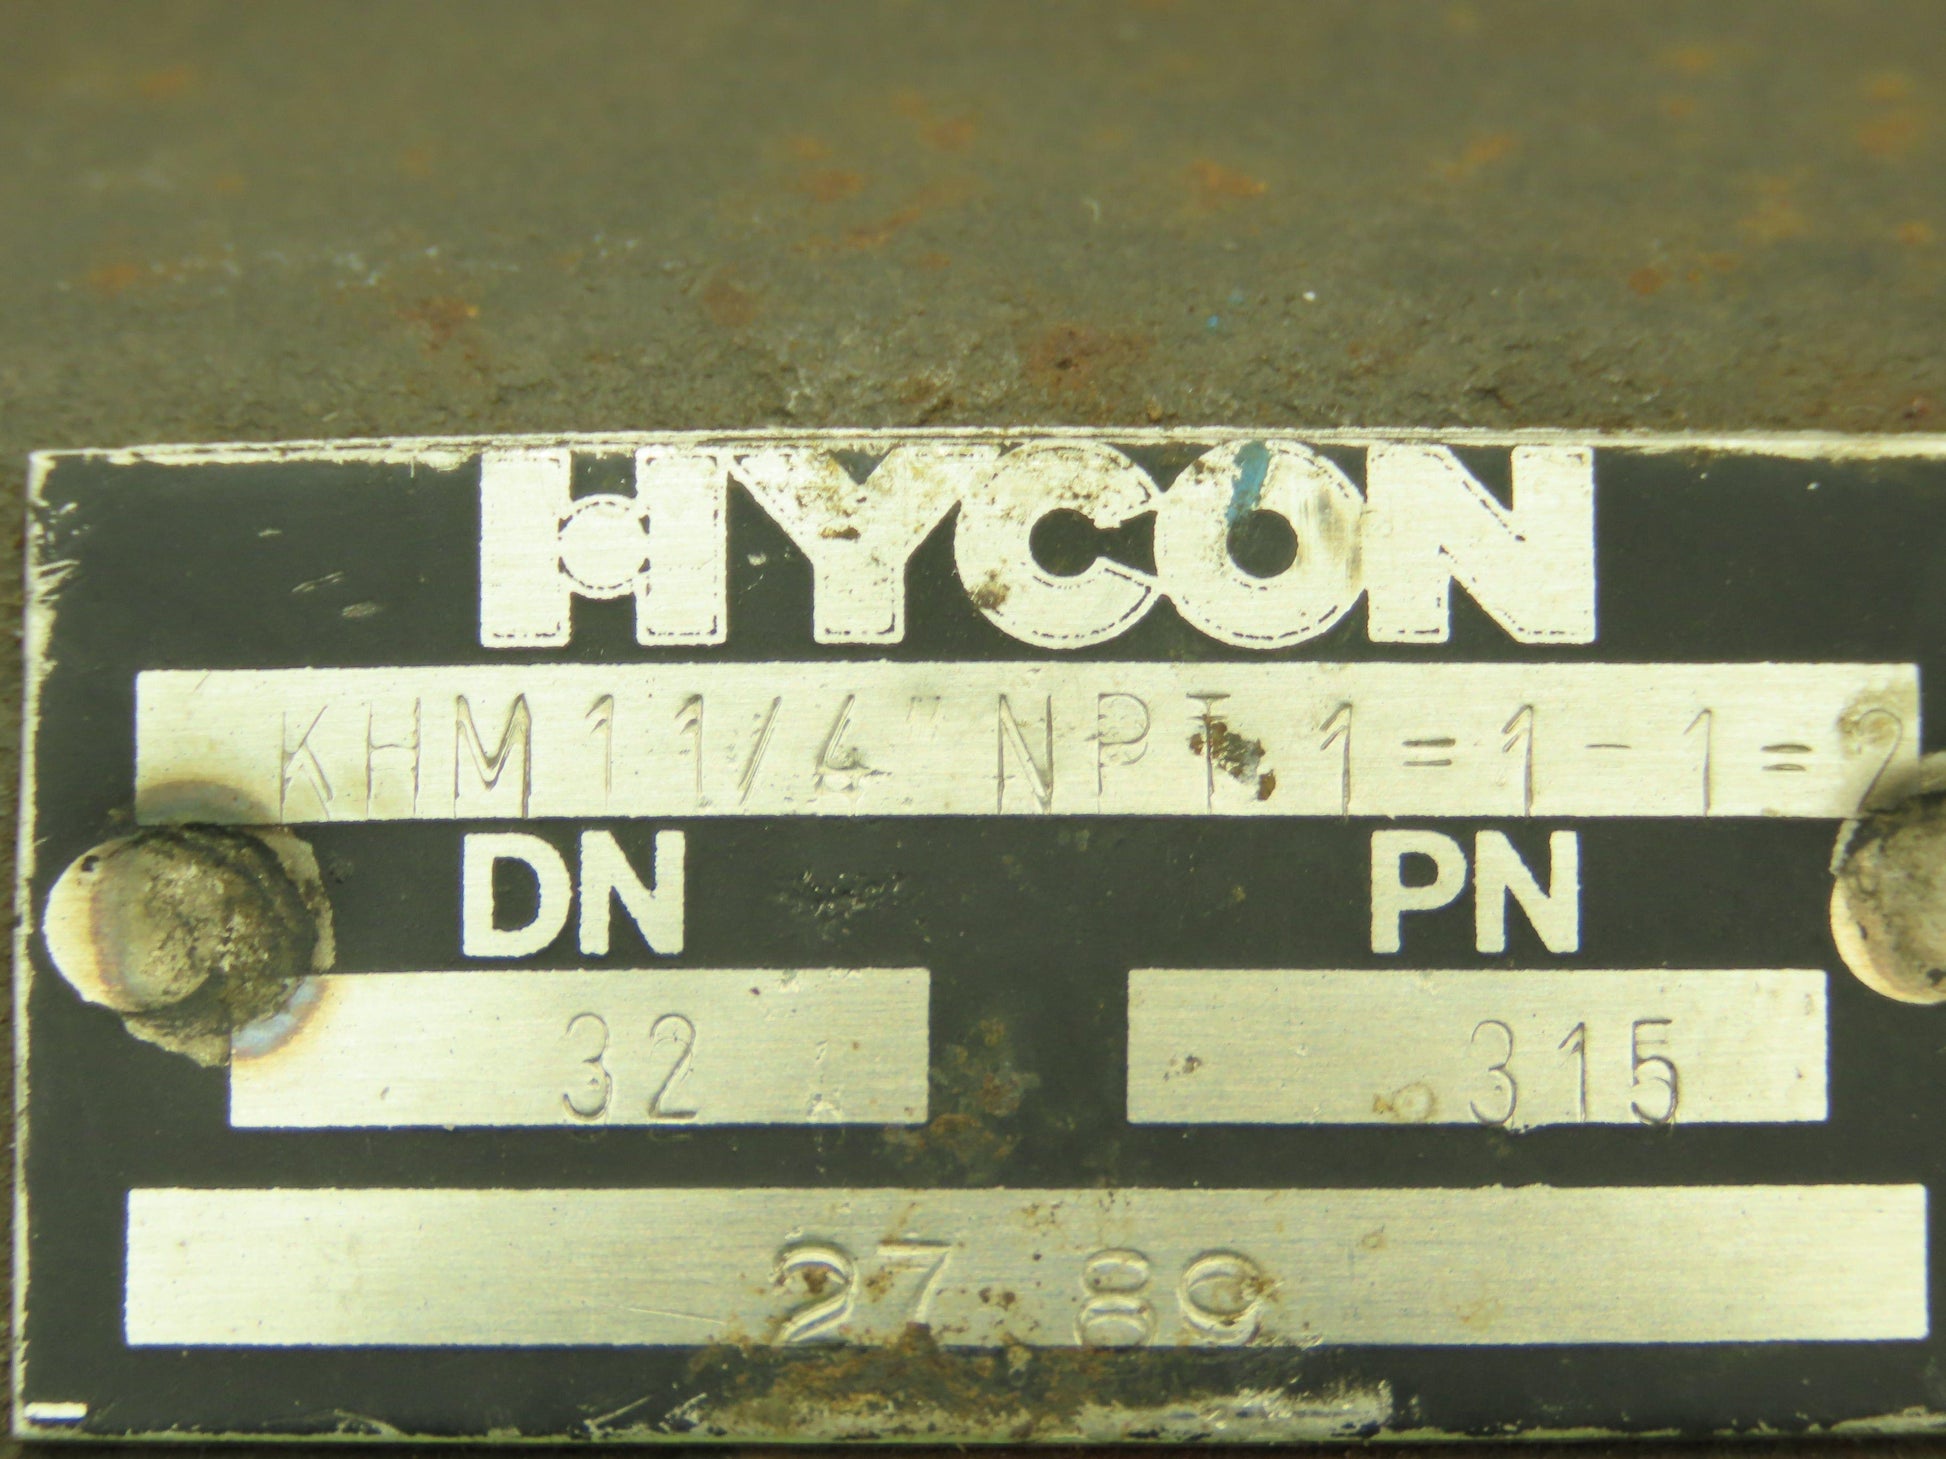 HYCON
KHM 1 1/4" NPT 1=1-1=2
DN PN
32 315
27 89